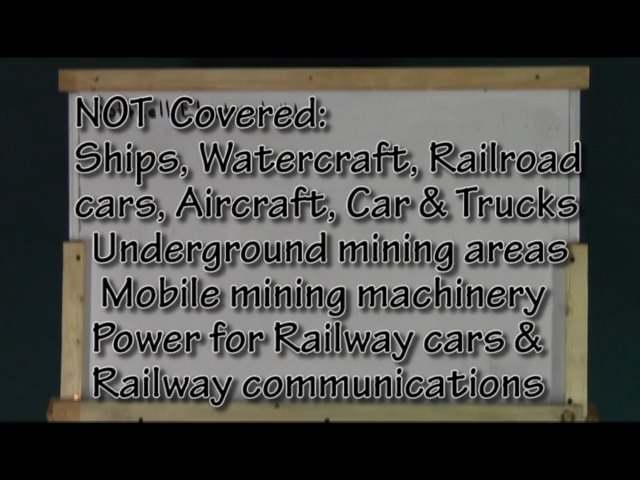 NOT Covered:
Ships, Watercraft, Railroad
cars, Aircraft, Car & Trucks
Underground mining areas
Mobile mining machinery
Power for Railway cars &
Railway communications